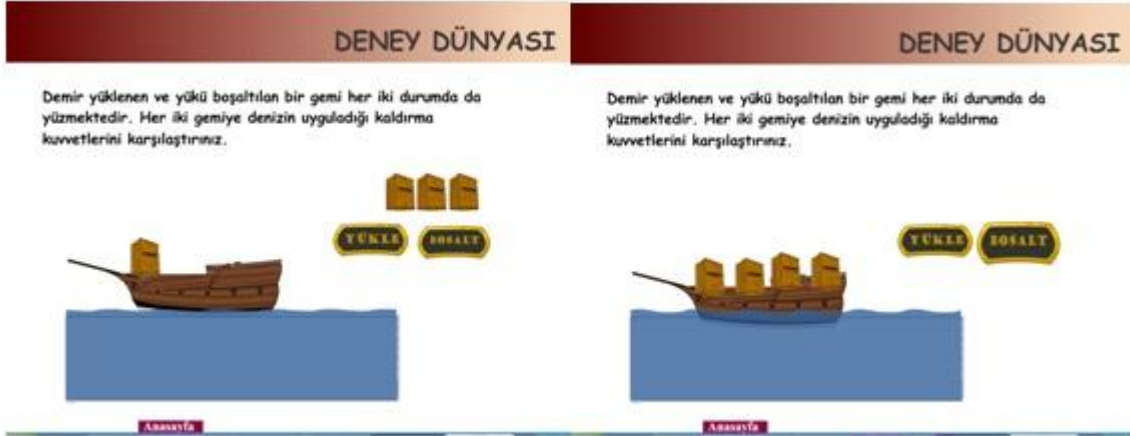 DENEY DÜNYASI
Demir yüklenen ve yükü boşaltılan bir gemi her iki durumda da
yüzmektedir. Her iki gemiye denizin uyguladığı kaldırma
kuvvetlerini karşılaştırınız.
YÜKLE BOŞALT
Anasayfa
DENEY DÜNYASI
Demir yüklenen ve yükü boşaltılan bir gemi her iki durumda da
yüzmektedir. Her iki gemiye denizin uyguladığı kaldırma
kuvvetlerini karşılaştırınız.
YÜKLE BOŞALT
Anasayfa